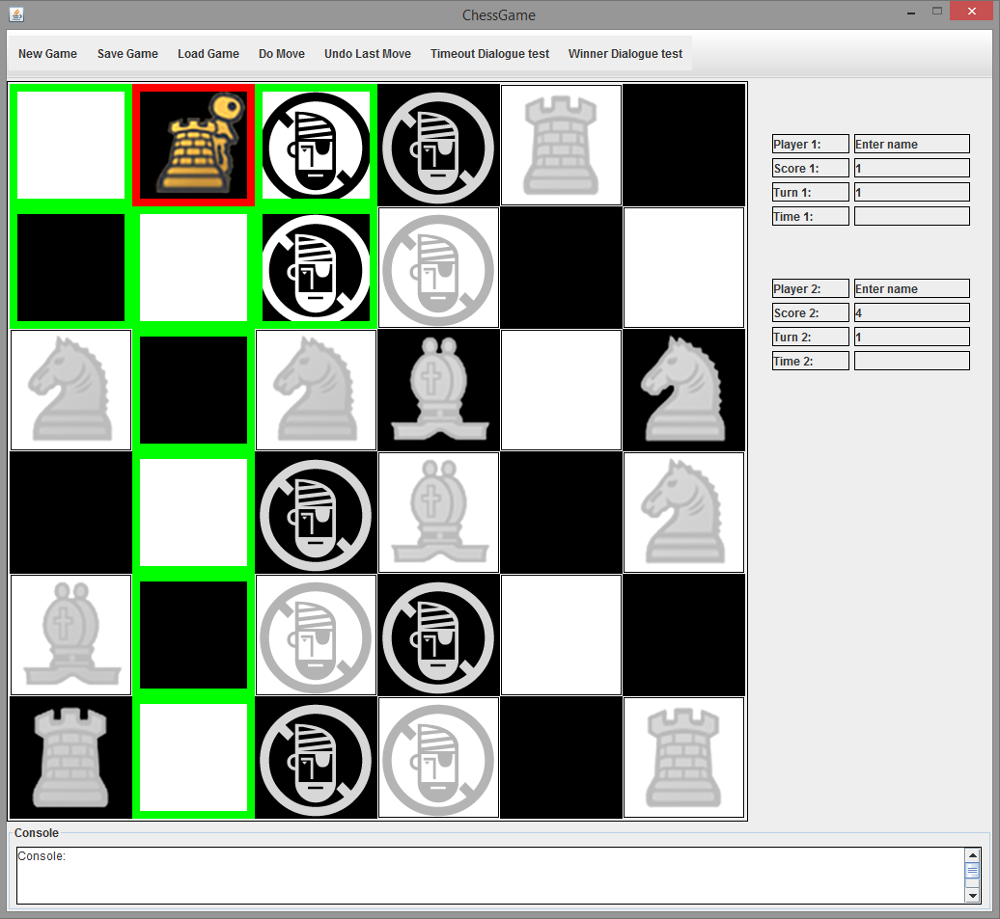 ChessGame
New Game Save Game Load Game Do Move Undo Last Move Timeout Dialogue test Winner Dialogue test
Player 1: Enter name
Score 1: 1
Turn 1: 1
Time 1:
Player 2: Enter name
Score 2: 4
Turn 2: 1
Time 2:
Console
Console: